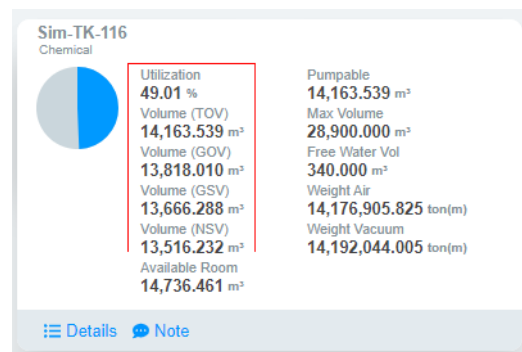 Sim-TK-116
Chemical
Utilization
49.01 %
Volume (TOV)
14,163.539 m³
Volume (GOV)
13,818.010 m³
Volume (GSV)
13,666.288 m³
Volume (NSV)
13,516.232 m³
Available Room
14,736.461 m³
Pumpable
14,163.539 m³
Max Volume
28,900.000 m³
Free Water Vol
340.000 m³
Weight Air
14,176,905.825 ton(m)
Weight Vacuum
14,192,044.005 ton(m)
Details Note